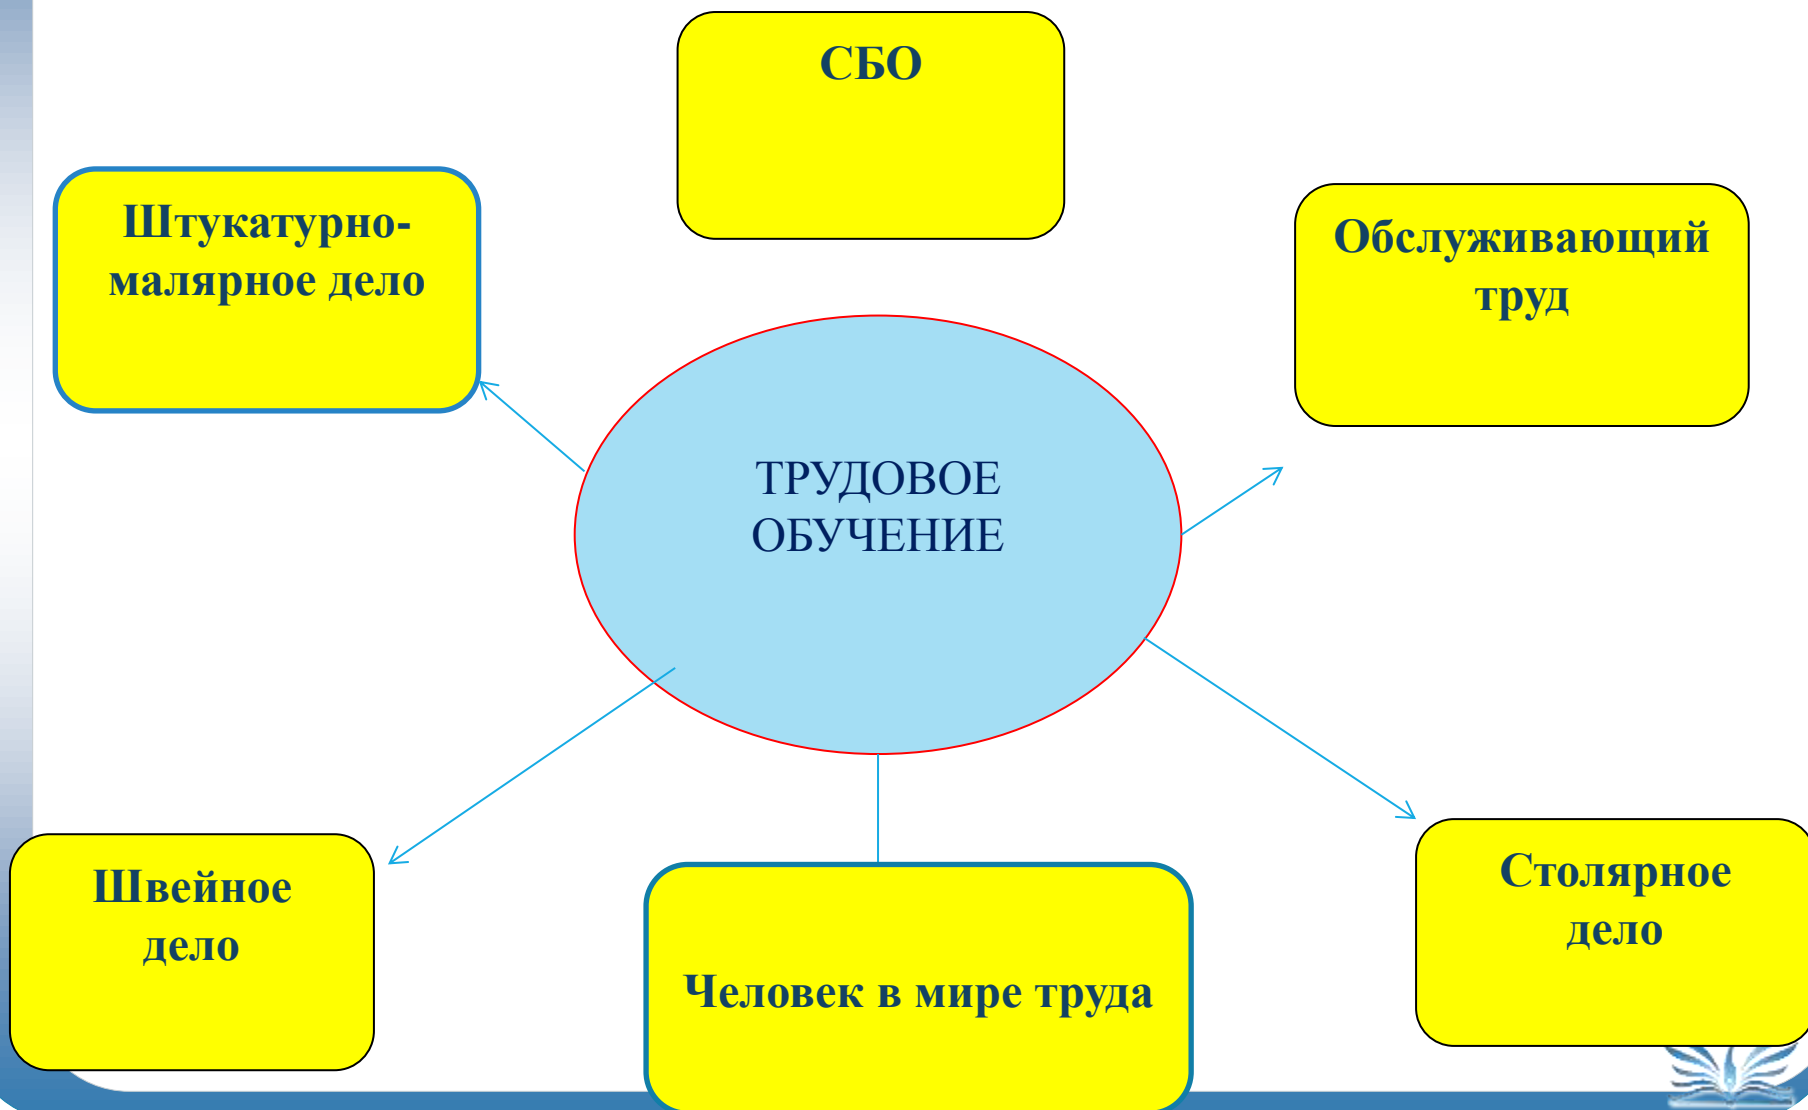 СБО
Штукатурно-
малярное дело
Обслуживающий
труд
ТРУДОВОЕ
ОБУЧЕНИЕ
Швейное
дело
Человек в мире труда
Столярное
дело